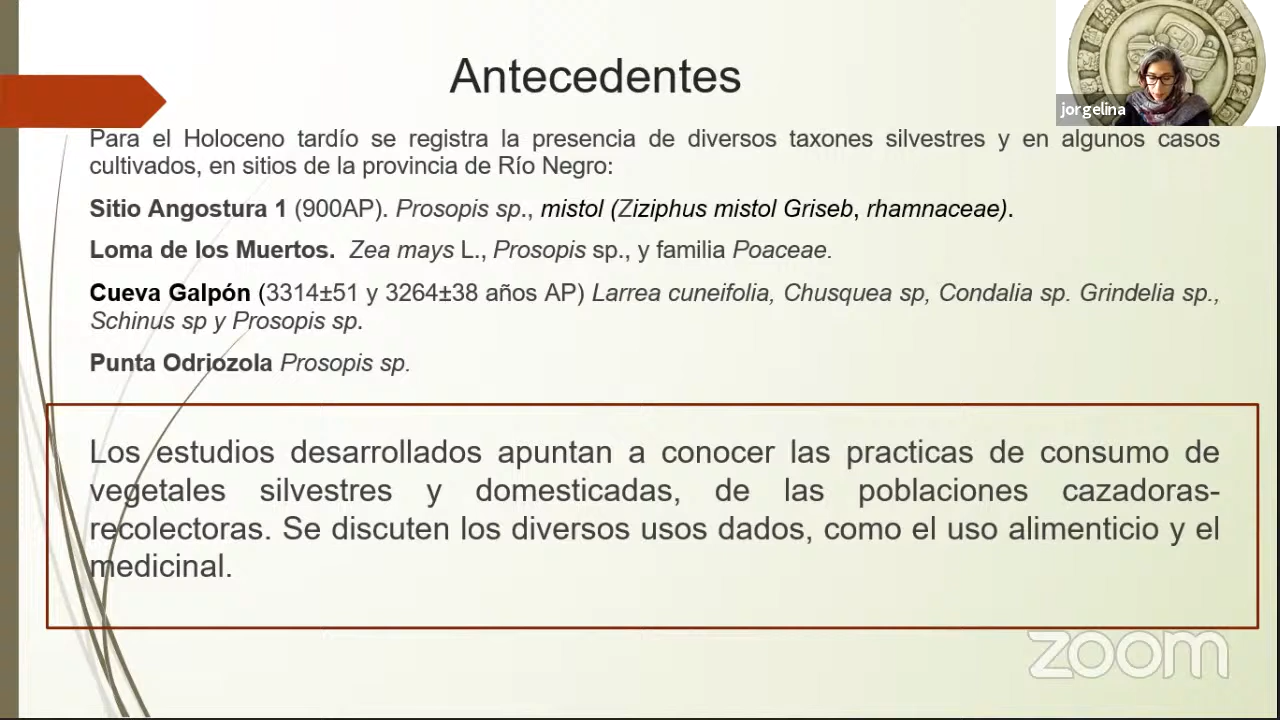 Antecedentes
jorgelina
Para el Holoceno tardío se registra la presencia de diversos taxones silvestres y en algunos casos
cultivados, en sitios de la provincia de Río Negro:
Sitio Angostura 1 (900AP). Prosopis sp., mistol (Ziziphus mistol Griseb, rhamnaceae).
Loma de los Muertos. Zea mays L., Prosopis sp., y familia Poaceae.
Cueva Galpón (3314±51 y 3264±38 años AP) Larrea cuneifolia, Chusquea sp, Condalia sp. Grindelia sp.,
Schinus sp y Prosopis sp.
Punta Odriozola Prosopis sp.
Los estudios desarrollados apuntan a conocer las practicas de consumo de
vegetales silvestres y domesticadas, de las poblaciones cazadoras-
recolectoras. Se discuten los diversos usos dados, como el uso alimenticio y el
medicinal.
zoom